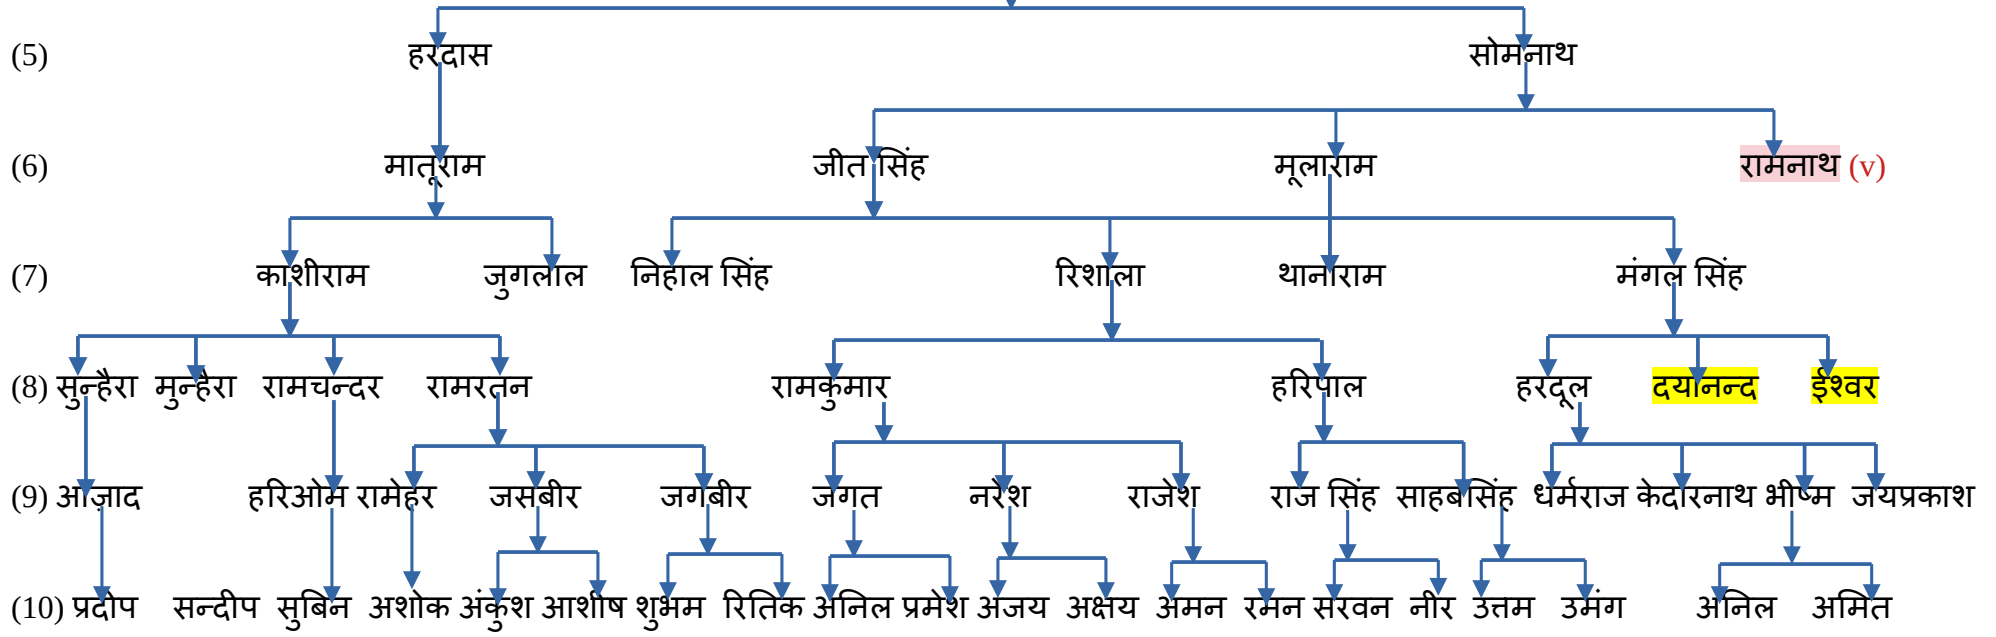 (5) हरदास सोमनाथ
(6) मातूराम जीत सिंह मूलाराम रामनाथ (v)
(7) काशीराम जुगलाल निहाल सिंह रिशाला थानाराम मंगल सिंह
(8) सुन्हैरा मुन्हैरा रामचन्दर रामरतन रामकुमार हरिपाल हरदूल दयानन्द ईश्वर
(9) आज़ाद हरिओम रामेहर जसबीर जगबीर जगत नरेश राजेश राज सिंह साहब सिंह धर्मराज केदारनाथ भीष्म जयप्रकाश
(10) प्रदीप सन्दीप सुबिन अशोक अंकुश आशीष शुभम रितिक अनिल प्रमेश अजय अक्षय अमन रमन सरवन नीर उत्तम उमंग अनिल अमित